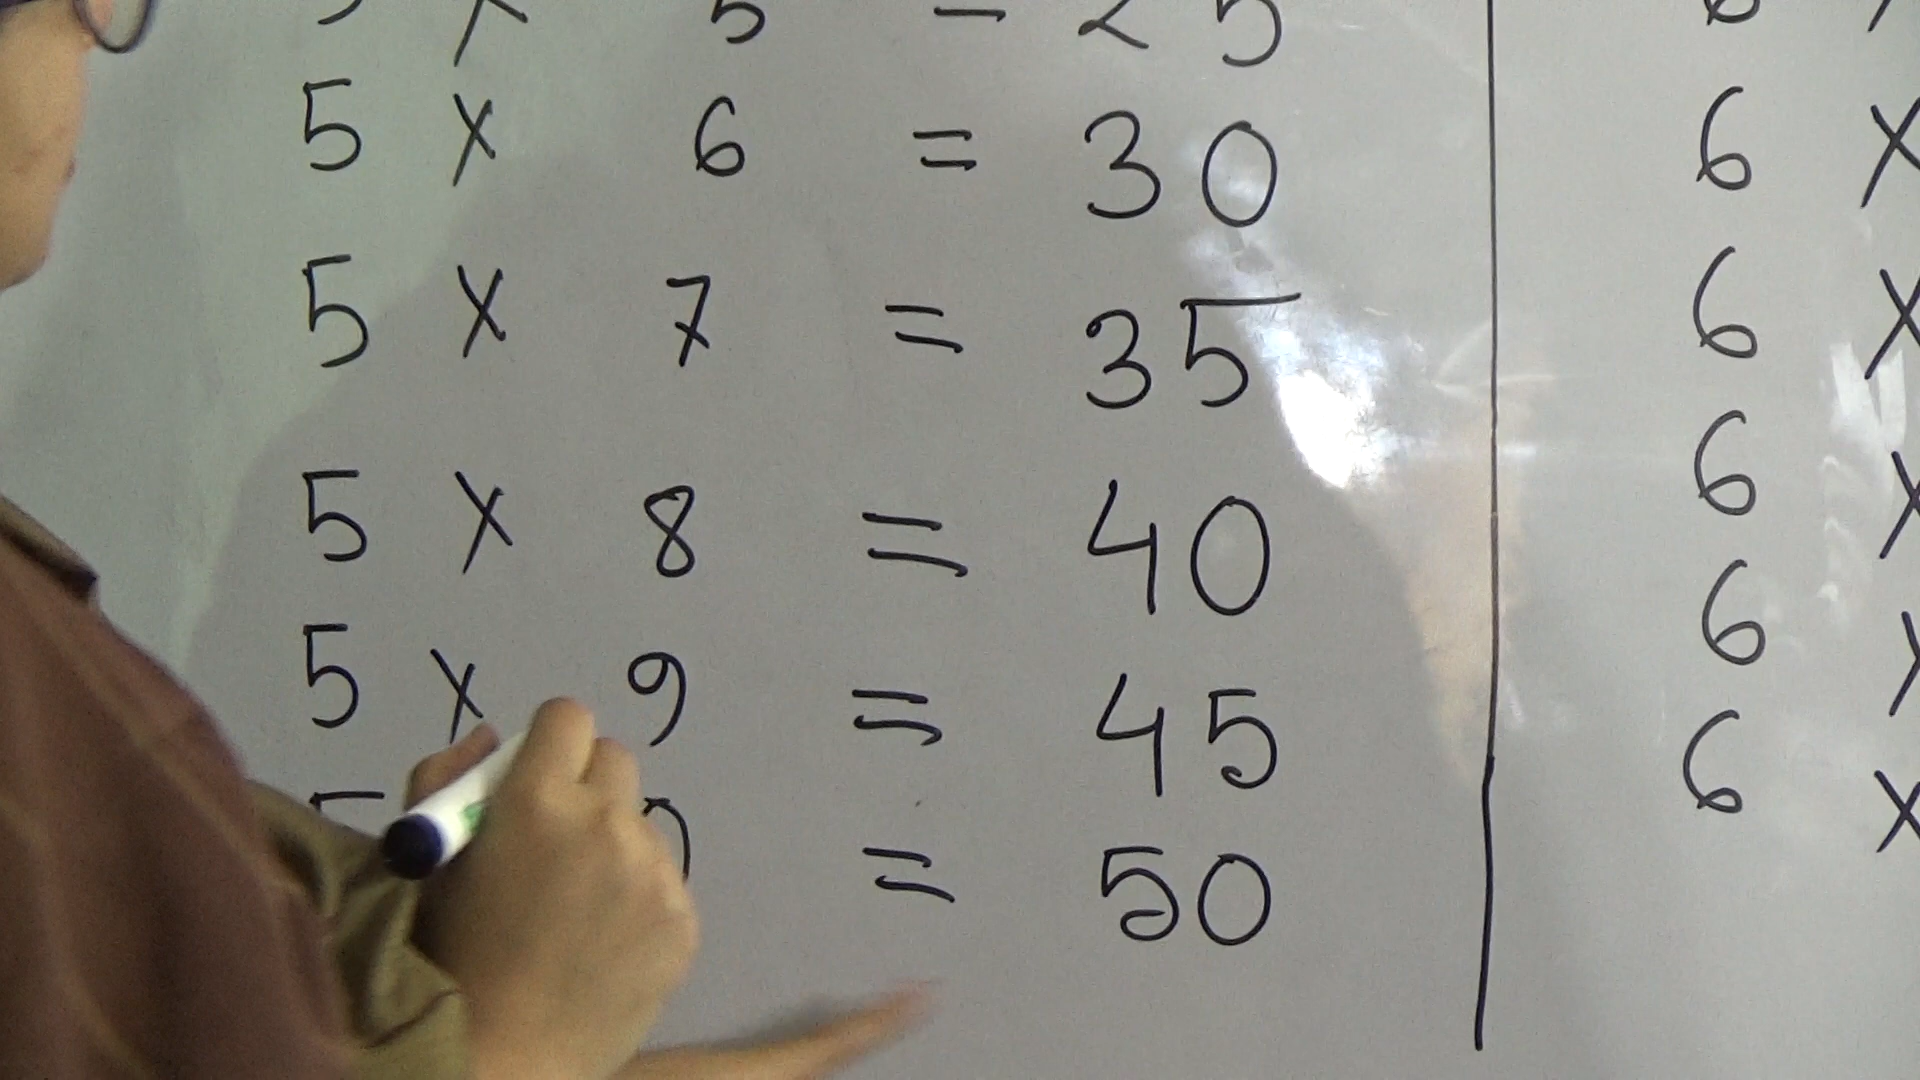 5 × 5 = 25
5 × 6 = 30
5 × 7 = 35
5 × 8 = 40
5 × 9 = 45
= 50
6
6 ×
6 ×
6 ×
6 ×
6 ×